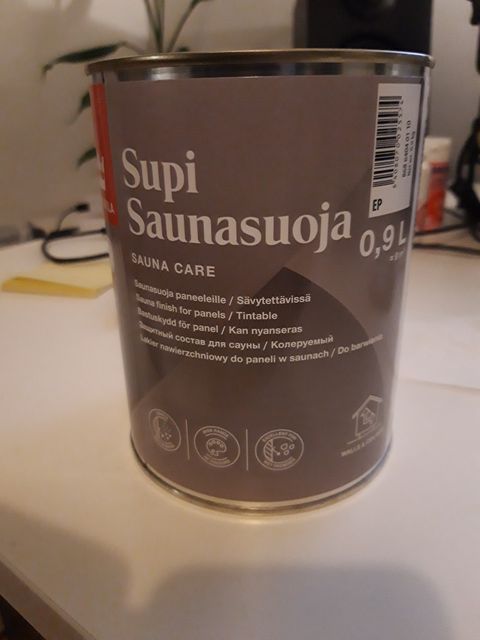 Supi
Saunasuoja
SAUNA CARE
EP
0,9 L
Saunasuoja paneeleille / Sävytettävissä
Sauna finish for panels / Tintable
Bastuskydd för panel / Kan nyanseras
Защитный состав для сауны / Колеруемый
Lakier nawierzchniowy do paneli w saunach / Do barwienia
WALLS &